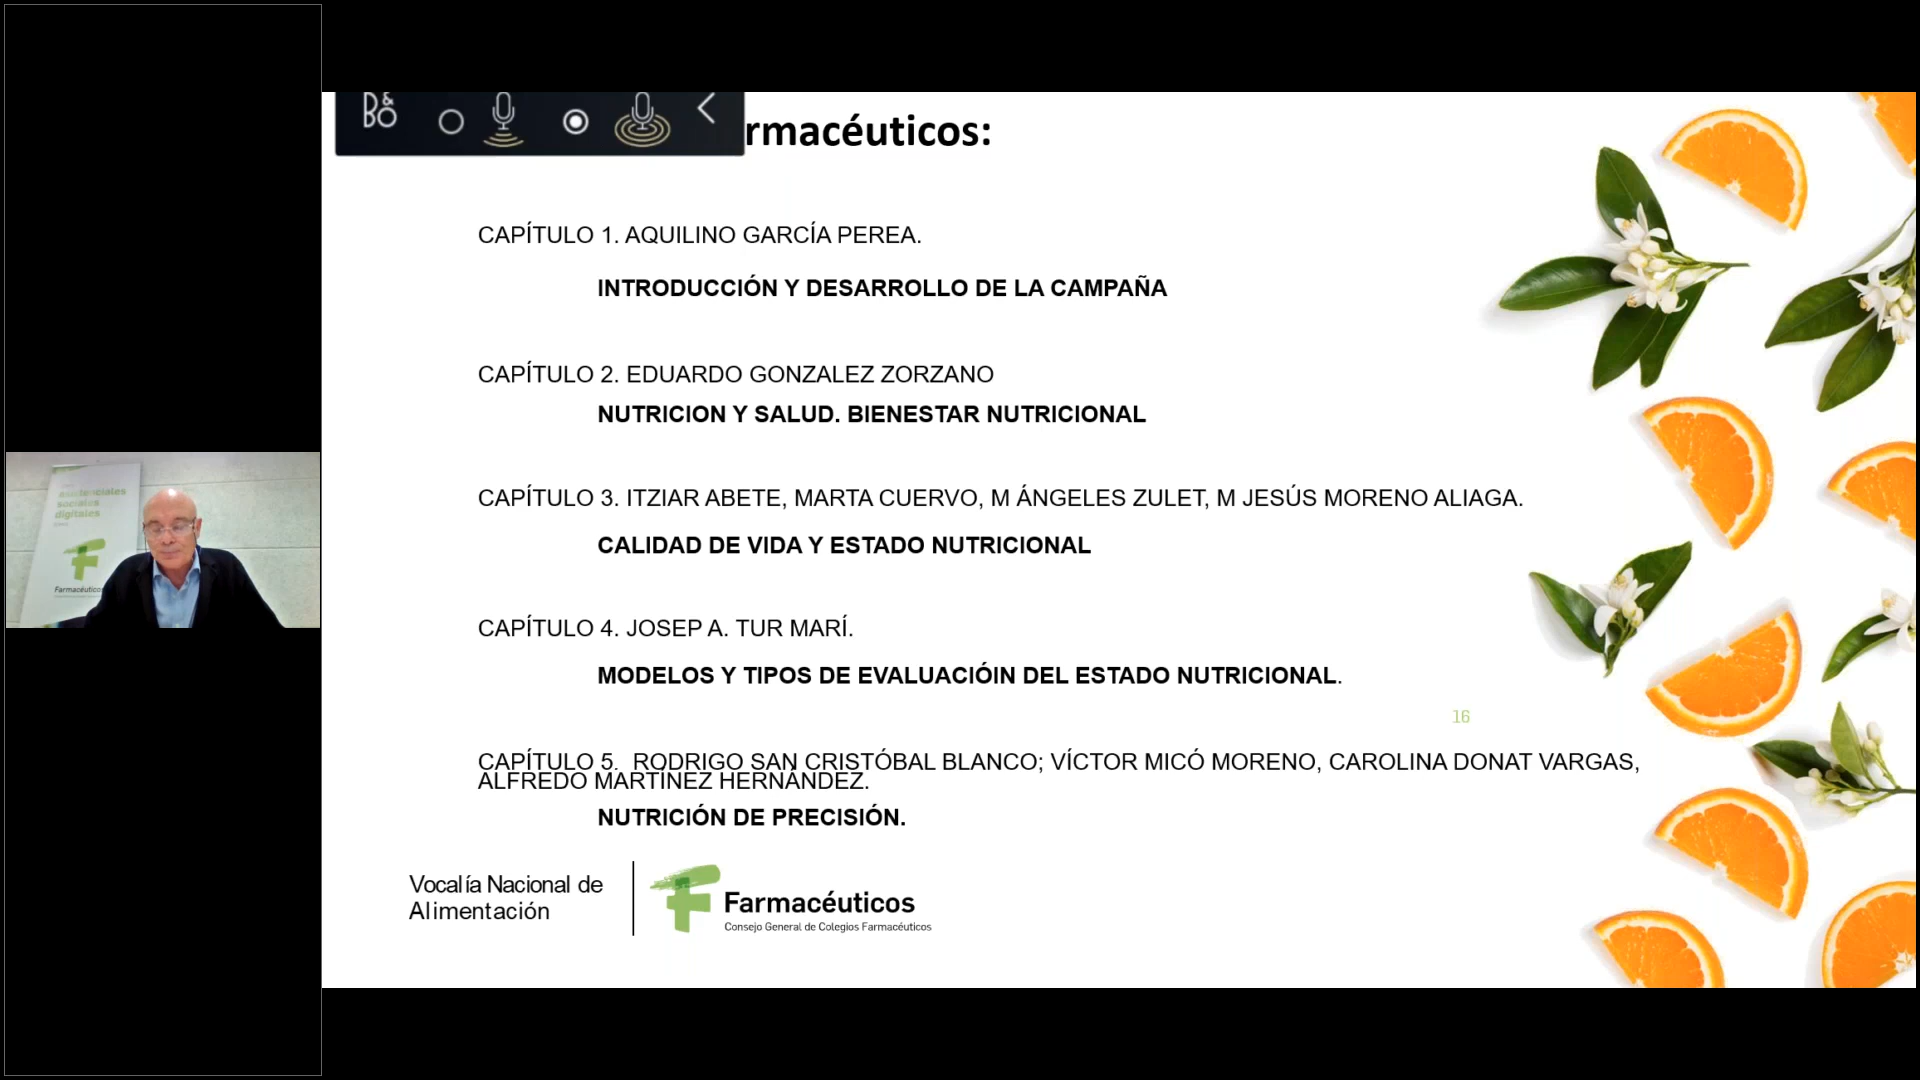 B&O
rmacéuticos:
CAPÍTULO 1. AQUILINO GARCÍA PEREA.
INTRODUCCIÓN Y DESARROLLO DE LA CAMPAÑA
CAPÍTULO 2. EDUARDO GONZALEZ ZORZANO
NUTRICION Y SALUD. BIENESTAR NUTRICIONAL
CAPÍTULO 3. ITZIAR ABETE, MARTA CUERVO, M ÁNGELES ZULET, M JESÚS MORENO ALIAGA.
CALIDAD DE VIDA Y ESTADO NUTRICIONAL
CAPÍTULO 4. JOSEP A. TUR MARÍ.
MODELOS Y TIPOS DE EVALUACIÓIN DEL ESTADO NUTRICIONAL.
16
CAPÍTULO 5. RODRIGO SAN CRISTÓBAL BLANCO; VÍCTOR MICÓ MORENO, CAROLINA DONAT VARGAS,
ALFREDO MARTÍNEZ HERNÁNDEZ.
NUTRICIÓN DE PRECISIÓN.
Vocalía Nacional de
Alimentación
Farmacéuticos
Consejo General de Colegios Farmacéuticos
asistenciales
sociales
digitales
Farmacéuticos